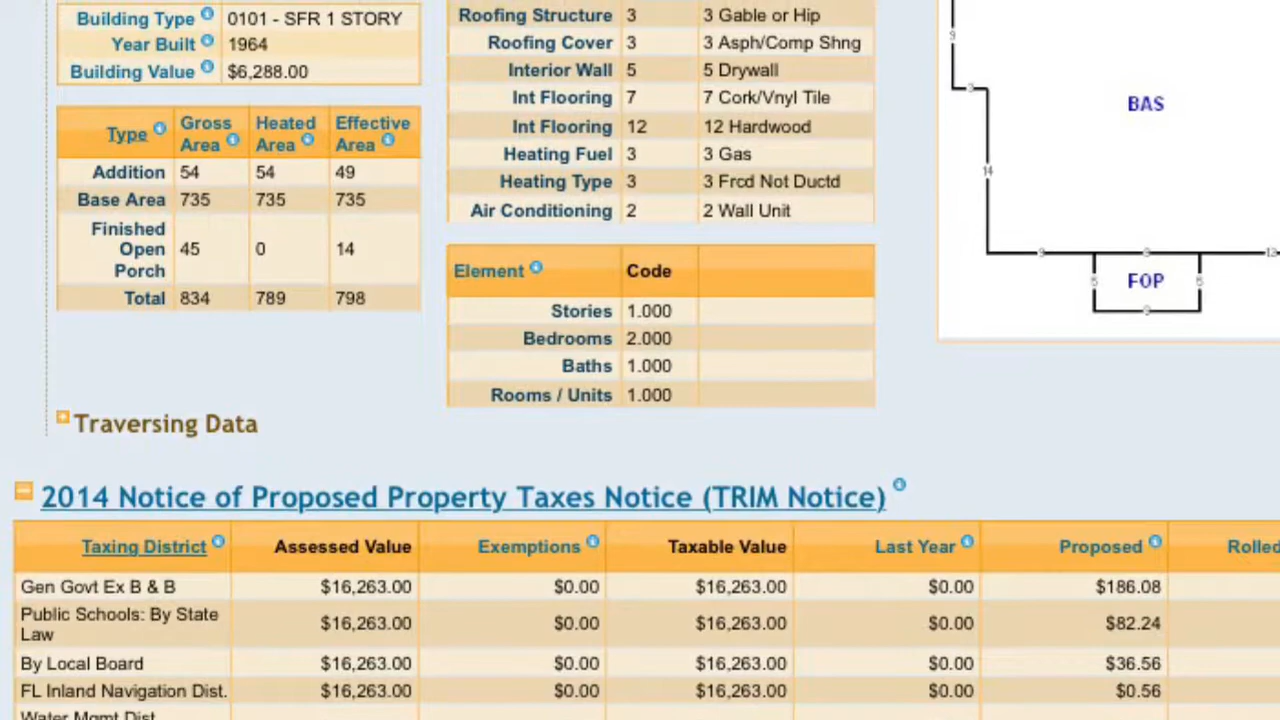 Building Type 0101 - SFR 1 STORY
Year Built 1964
Building Value $6,288.00
Type Gross Area Heated Area Effective Area
Addition 54 54 49
Base Area 735 735 735
Finished Open Porch 45 0 14
Total 834 789 798
Roofing Structure 3 3 Gable or Hip
Roofing Cover 3 3 Asph/Comp Shng
Interior Wall 5 5 Drywall
Int Flooring 7 7 Cork/Vnyl Tile
Int Flooring 12 12 Hardwood
Heating Fuel 3 3 Gas
Heating Type 3 3 Frcd Not Ductd
Air Conditioning 2 2 Wall Unit
Element Code
Stories 1.000
Bedrooms 2.000
Baths 1.000
Rooms / Units 1.000
9
BAS
14
FOP
Traversing Data
2014 Notice of Proposed Property Taxes Notice (TRIM Notice)
Taxing District Assessed Value Exemptions Taxable Value Last Year Proposed Rolled
Gen Govt Ex B & B $16,263.00 $0.00 $16,263.00 $0.00 $186.08
Public Schools: By State Law $16,263.00 $0.00 $16,263.00 $0.00 $82.24
By Local Board $16,263.00 $0.00 $16,263.00 $0.00 $36.56
FL Inland Navigation Dist. $16,263.00 $0.00 $16,263.00 $0.00 $0.56
Water Mgmt Dist.